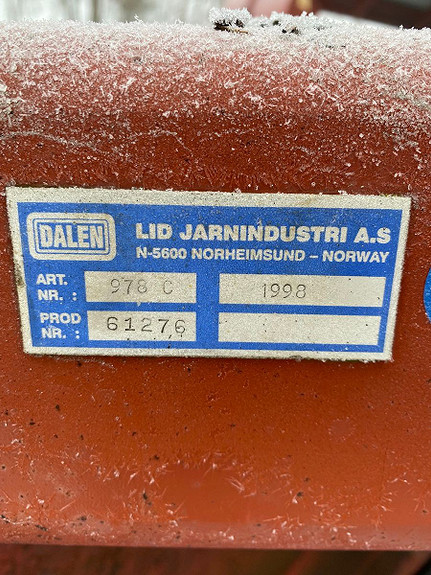 DALEN
LID JARNINDUSTRI A.S
N-5600 NORHEIMSUND – NORWAY
ART. NR. : 978 C 1998
PROD NR. : 61276